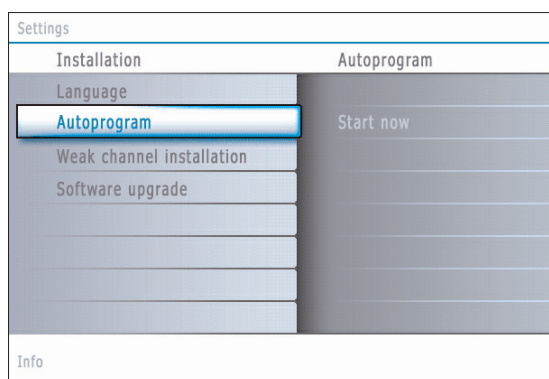 Settings
Installation
Autoprogram
Language
Autoprogram
Start now
Weak channel installation
Software upgrade
Info